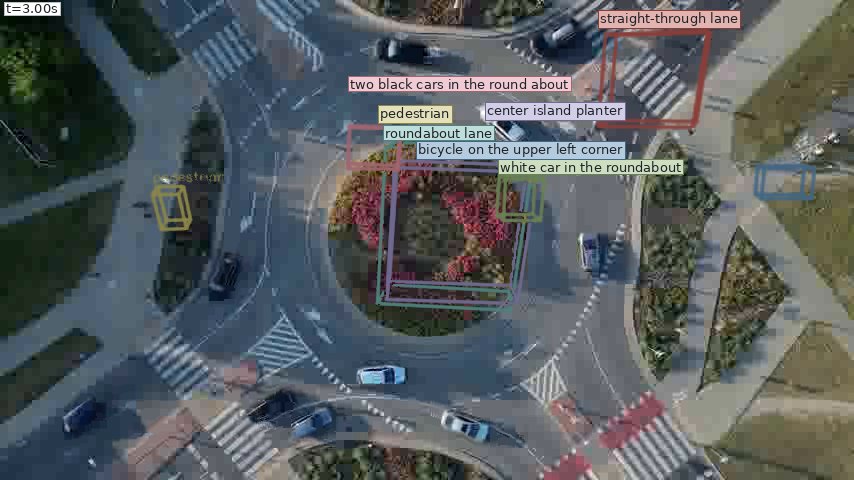 t=3.00s
straight-through lane
two black cars in the round about
pedestrian
center island planter
roundabout lane
bicycle on the upper left corner
white car in the roundabout